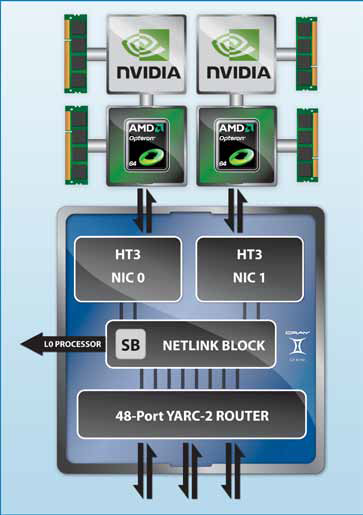 NVIDIA
NVIDIA
AMD
Opteron
64
AMD
Opteron
64
HT3
NIC 0
HT3
NIC 1
L0 PROCESSOR
SB
NETLINK BLOCK
CRAY
48-Port YARC-2 ROUTER